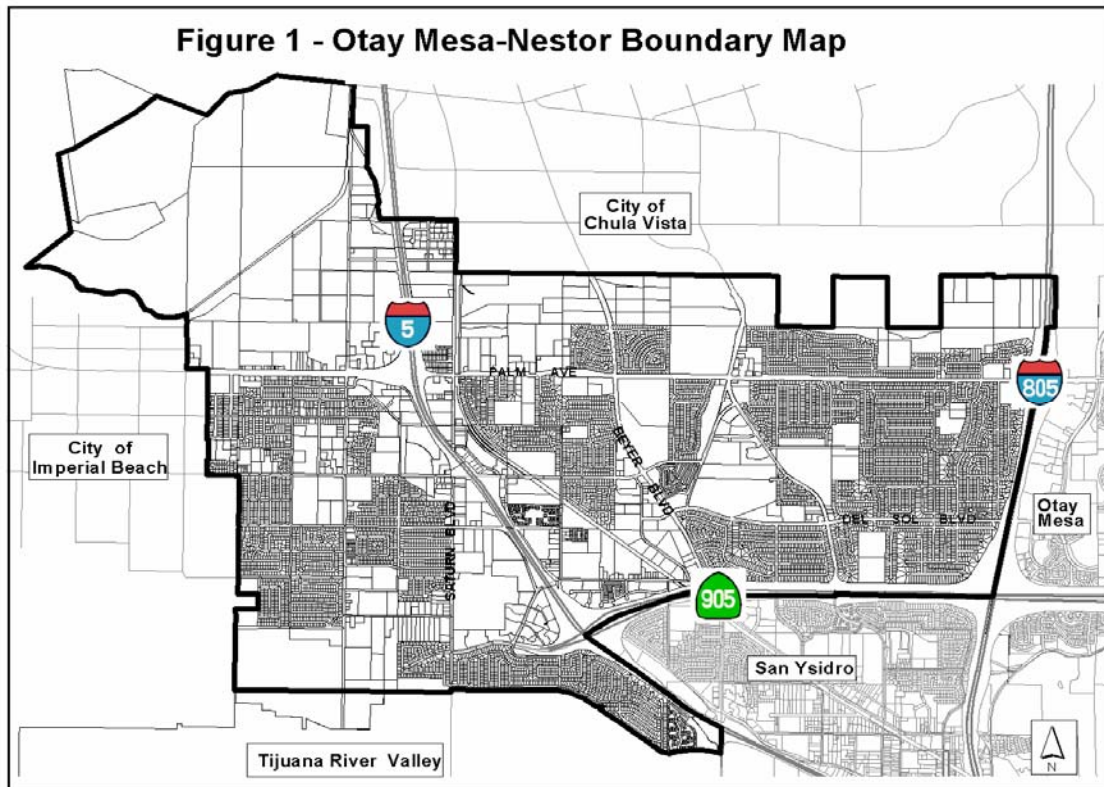 Figure 1 - Otay Mesa-Nestor Boundary Map
City of
Chula Vista
5
PALM AVE
805
City of
Imperial Beach
BEYER BLVD
SATURN BLVD
DEL SOL BLVD
Otay
Mesa
905
San Ysidro
Tijuana River Valley
N